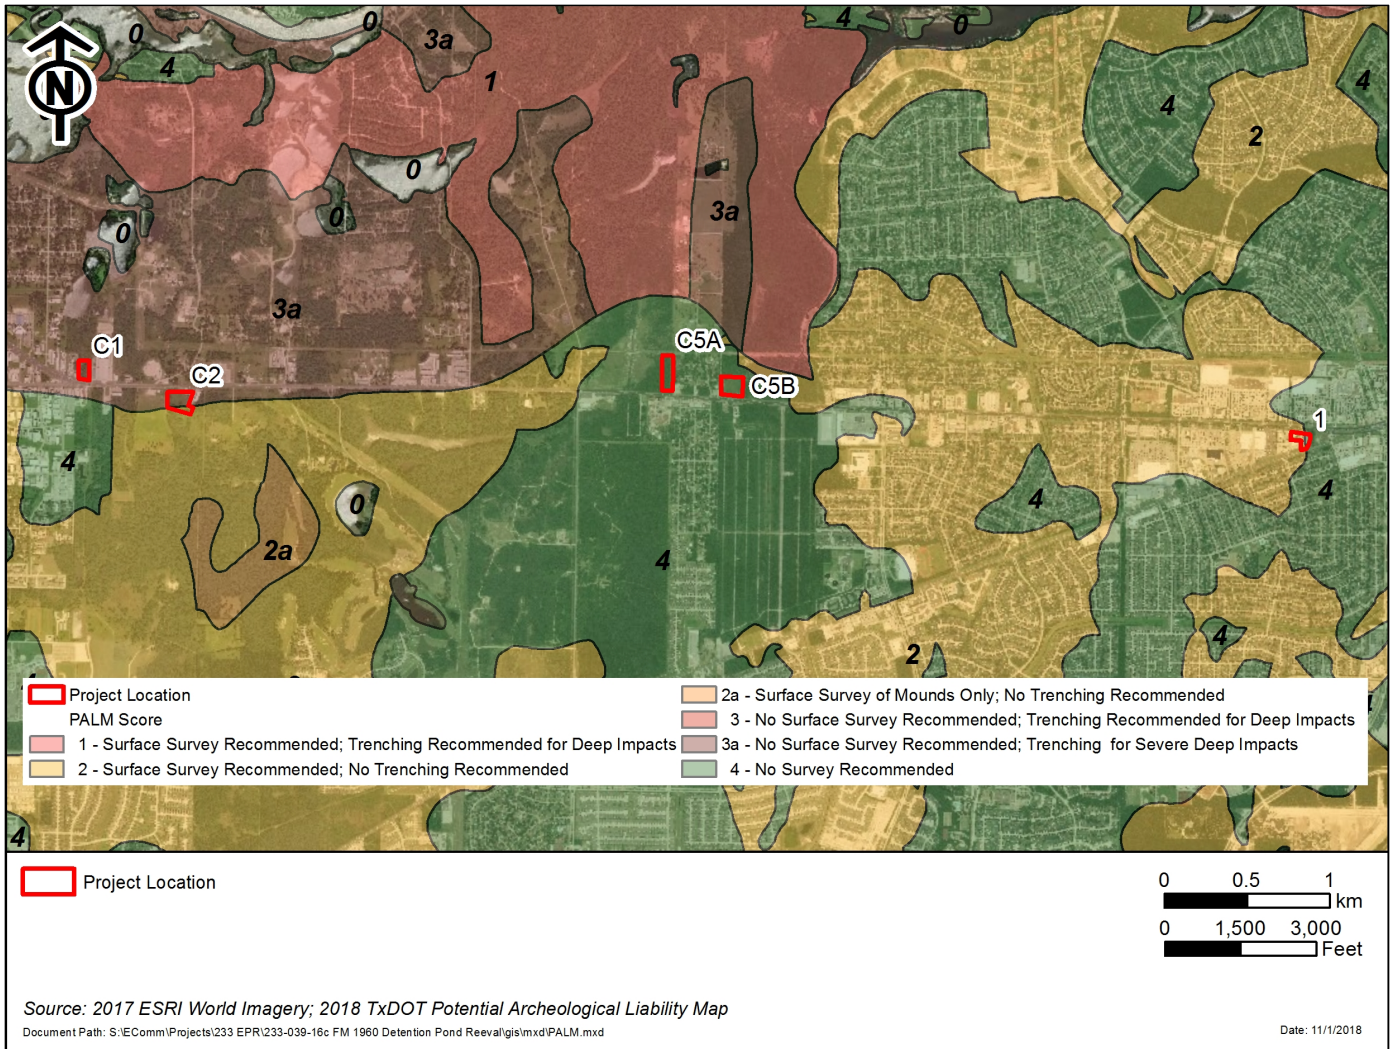 0
0
4
0
3a
4
N
4
1
4
2
0
0
3a
0
3a
C1
C2
C5A
C5B
1
4
0
4
4
2a
4
4
2
Project Location
PALM Score
1 - Surface Survey Recommended; Trenching Recommended for Deep Impacts
2 - Surface Survey Recommended; No Trenching Recommended
2a - Surface Survey of Mounds Only; No Trenching Recommended
3 - No Surface Survey Recommended; Trenching Recommended for Deep Impacts
3a - No Surface Survey Recommended; Trenching for Severe Deep Impacts
4 - No Survey Recommended
4
Project Location
0 0.5 1
km
0 1,500 3,000
Feet
Source: 2017 ESRI World Imagery; 2018 TxDOT Potential Archeological Liability Map
Document Path: S:\EComm\Projects\233 EPR\233-039-16c FM 1960 Detention Pond Reeval\gis\mxd\PALM.mxd
Date: 11/1/2018